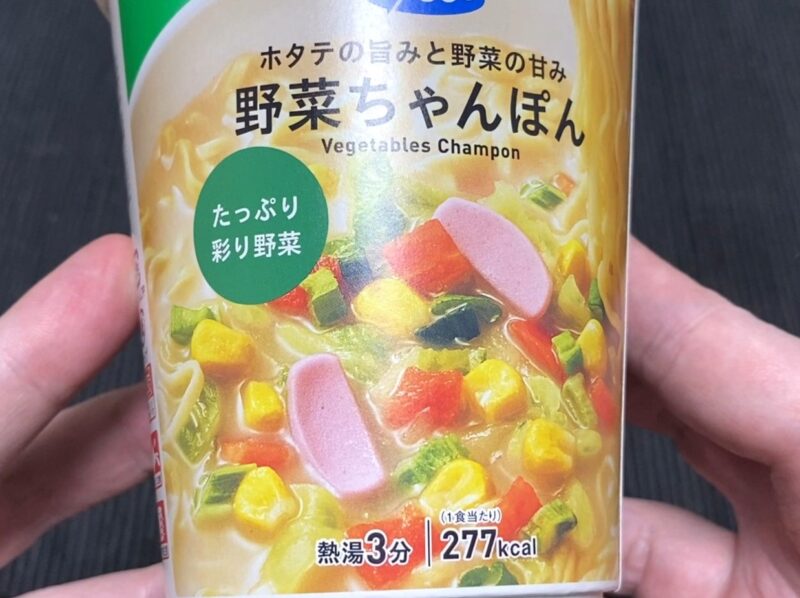 ホタテの旨みと野菜の甘み
野菜ちゃんぽん
Vegetables Champon
たっぷり
彩り野菜
熱湯3分
(1食当たり)
277kcal